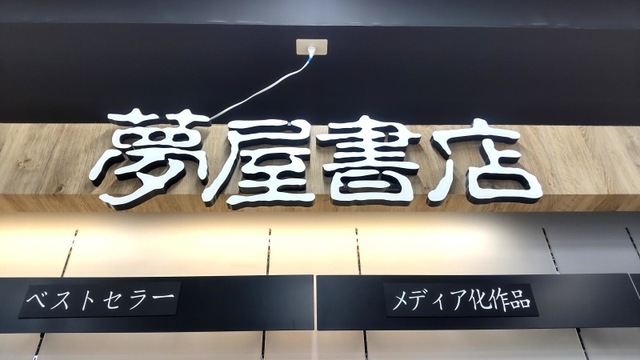 夢屋書店
ベストセラー
メディア化作品